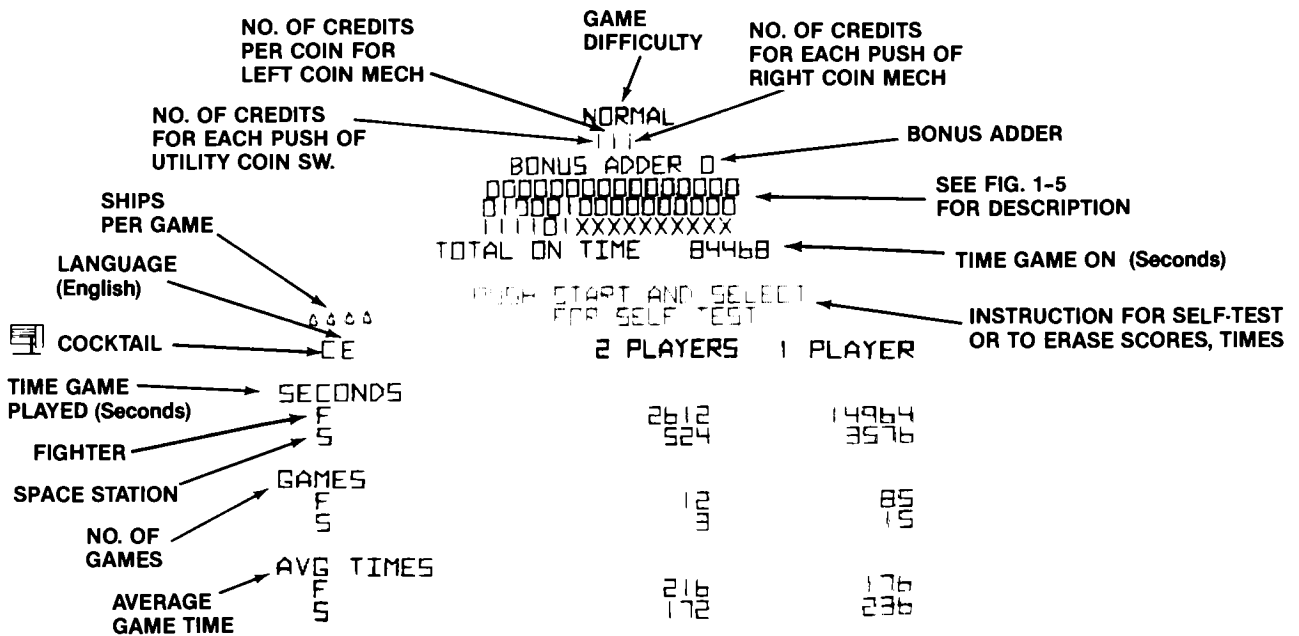 NO. OF CREDITS
PER COIN FOR
LEFT COIN MECH
GAME
DIFFICULTY
NO. OF CREDITS
FOR EACH PUSH OF
RIGHT COIN MECH
NO. OF CREDITS
FOR EACH PUSH OF
UTILITY COIN SW.
NORMAL
1 1 1
BONUS ADDER 0
BONUS ADDER
SEE FIG. 1-5
FOR DESCRIPTION
111101XXXXXXXXXX
TOTAL ON TIME 84468
TIME GAME ON (Seconds)
SHIPS
PER GAME
LANGUAGE
(English)
PUSH START AND SELECT
FOR SELF TEST
INSTRUCTION FOR SELF-TEST
OR TO ERASE SCORES, TIMES
COCKTAIL
CE
2 PLAYERS 1 PLAYER
TIME GAME
PLAYED (Seconds)
SECONDS
F 2612 14964
S 524 3576
FIGHTER
SPACE STATION
GAMES
F 12 85
S 3 15
NO. OF
GAMES
AVG TIMES
F 216 176
S 172 236
AVERAGE
GAME TIME